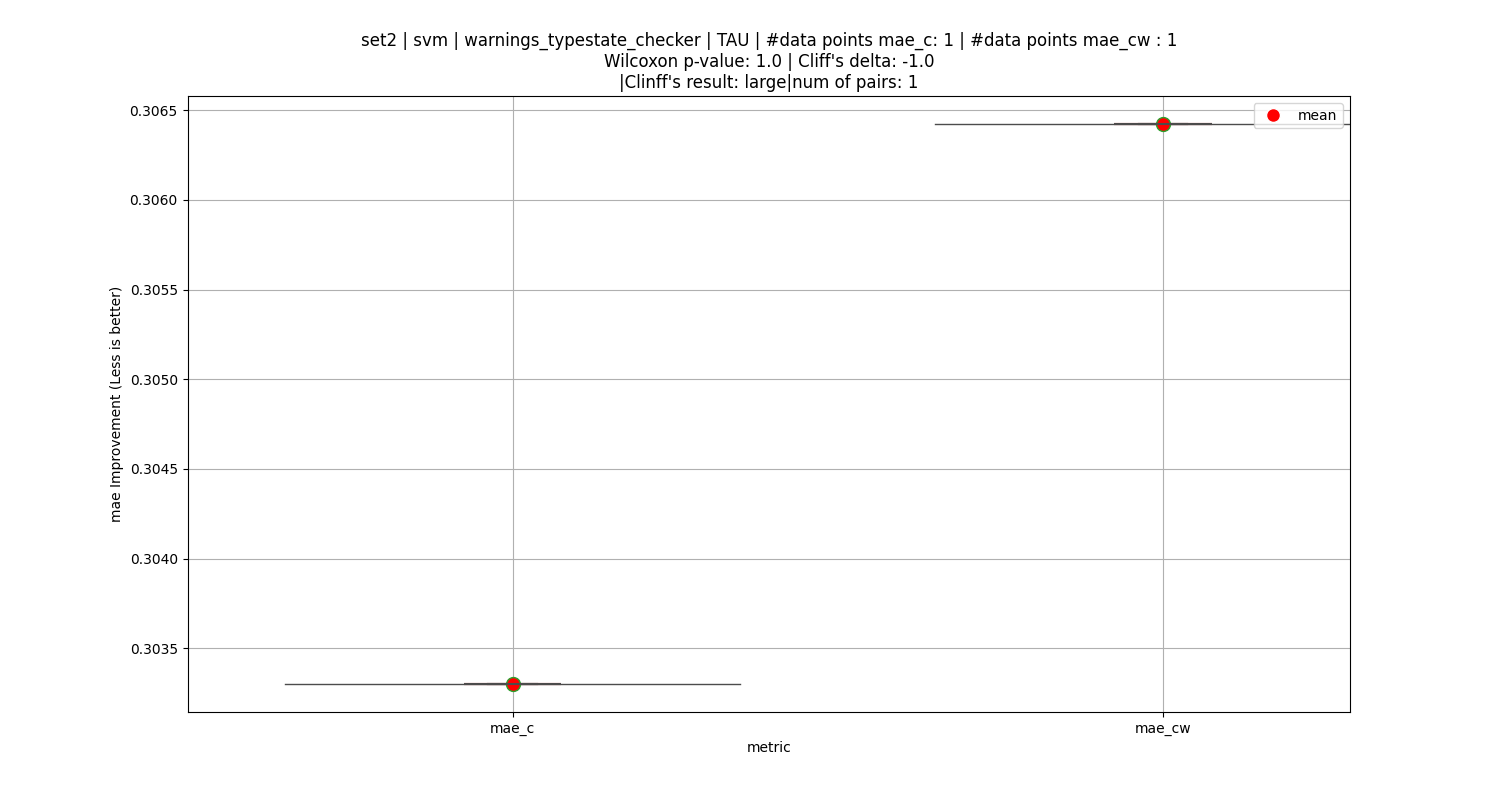 set2 | svm | warnings_typestate_checker | TAU | #data points mae_c: 1 | #data points mae_cw : 1
Wilcoxon p-value: 1.0 | Cliff's delta: -1.0
|Clinff's result: large|num of pairs: 1
mean
0.3065
0.3060
0.3055
0.3050
0.3045
0.3040
0.3035
mae Improvement (Less is better)
mae_c
mae_cw
metric